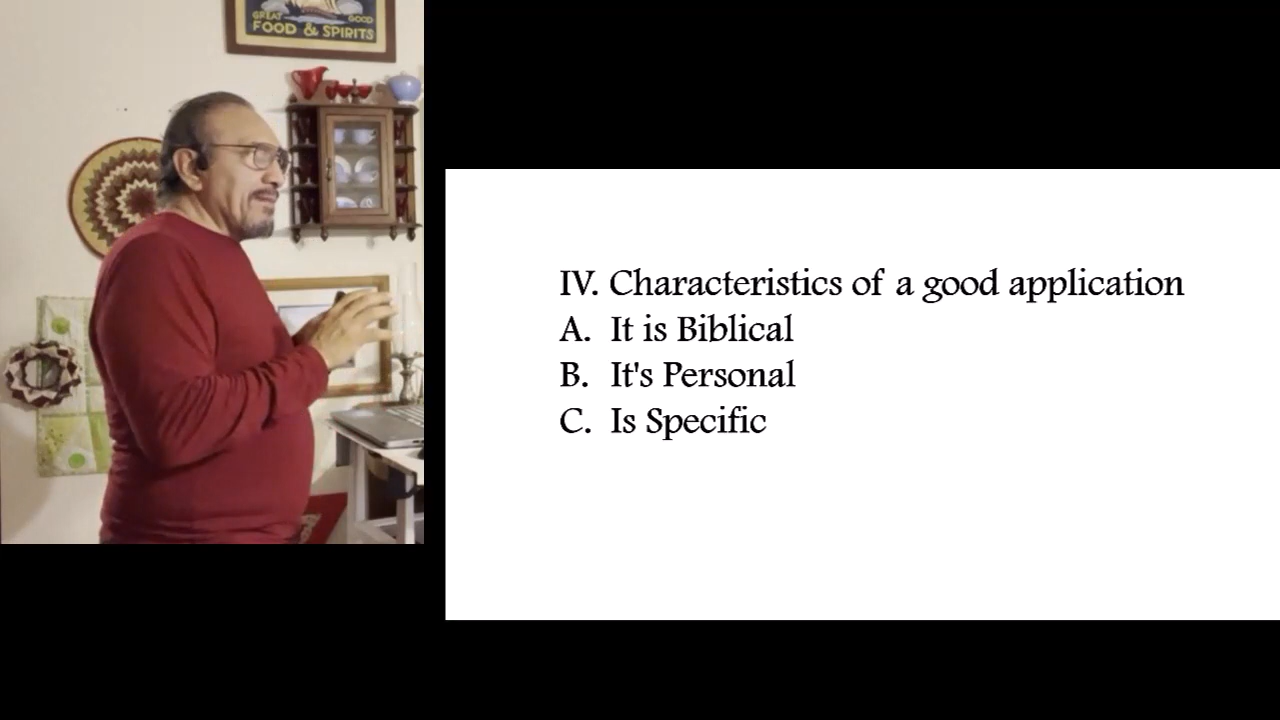 GREAT GOOD
FOOD & SPIRITS
IV. Characteristics of a good application
A. It is Biblical
B. It's Personal
C. Is Specific